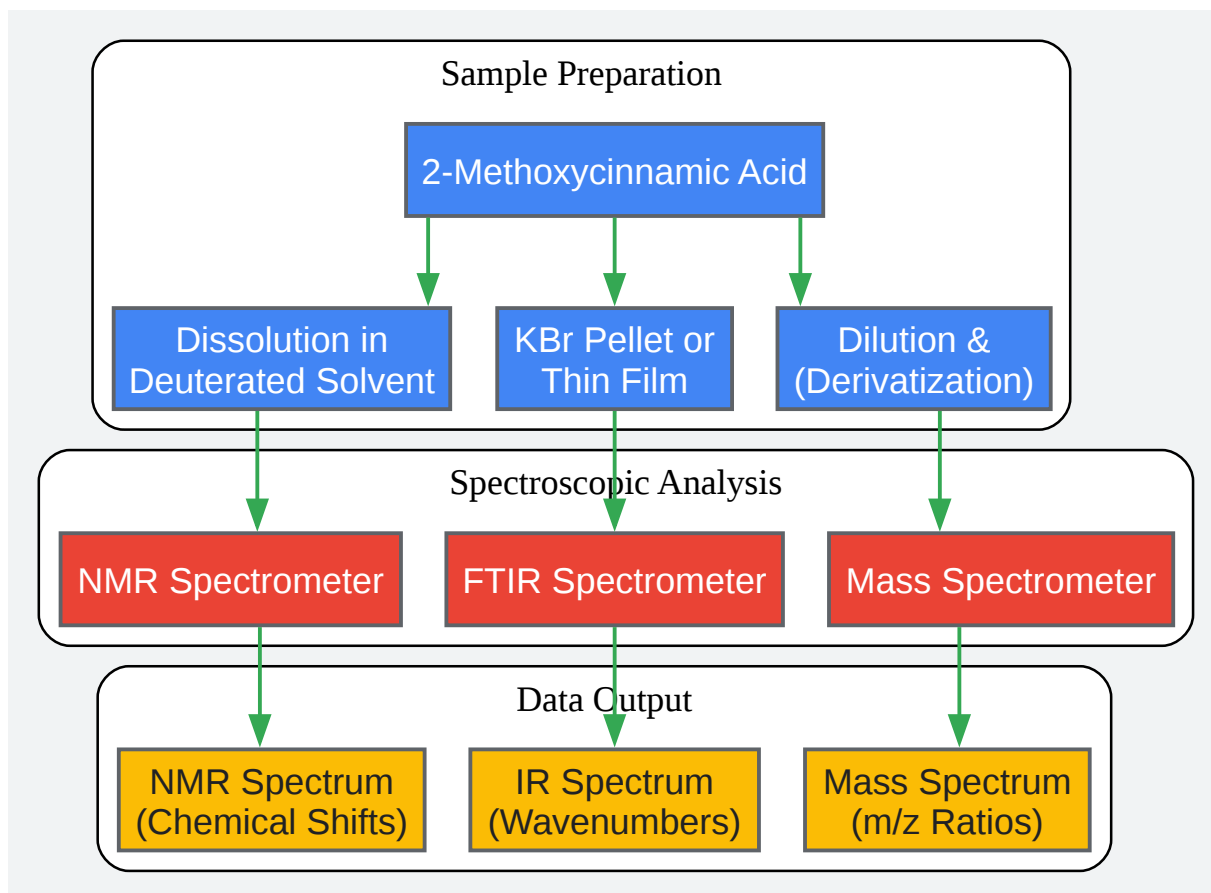 Sample Preparation
2-Methoxycinnamic Acid
Dissolution in
Deuterated Solvent
KBr Pellet or
Thin Film
Dilution &
(Derivatization)
Spectroscopic Analysis
NMR Spectrometer
FTIR Spectrometer
Mass Spectrometer
Data Output
NMR Spectrum
(Chemical Shifts)
IR Spectrum
(Wavenumbers)
Mass Spectrum
(m/z Ratios)